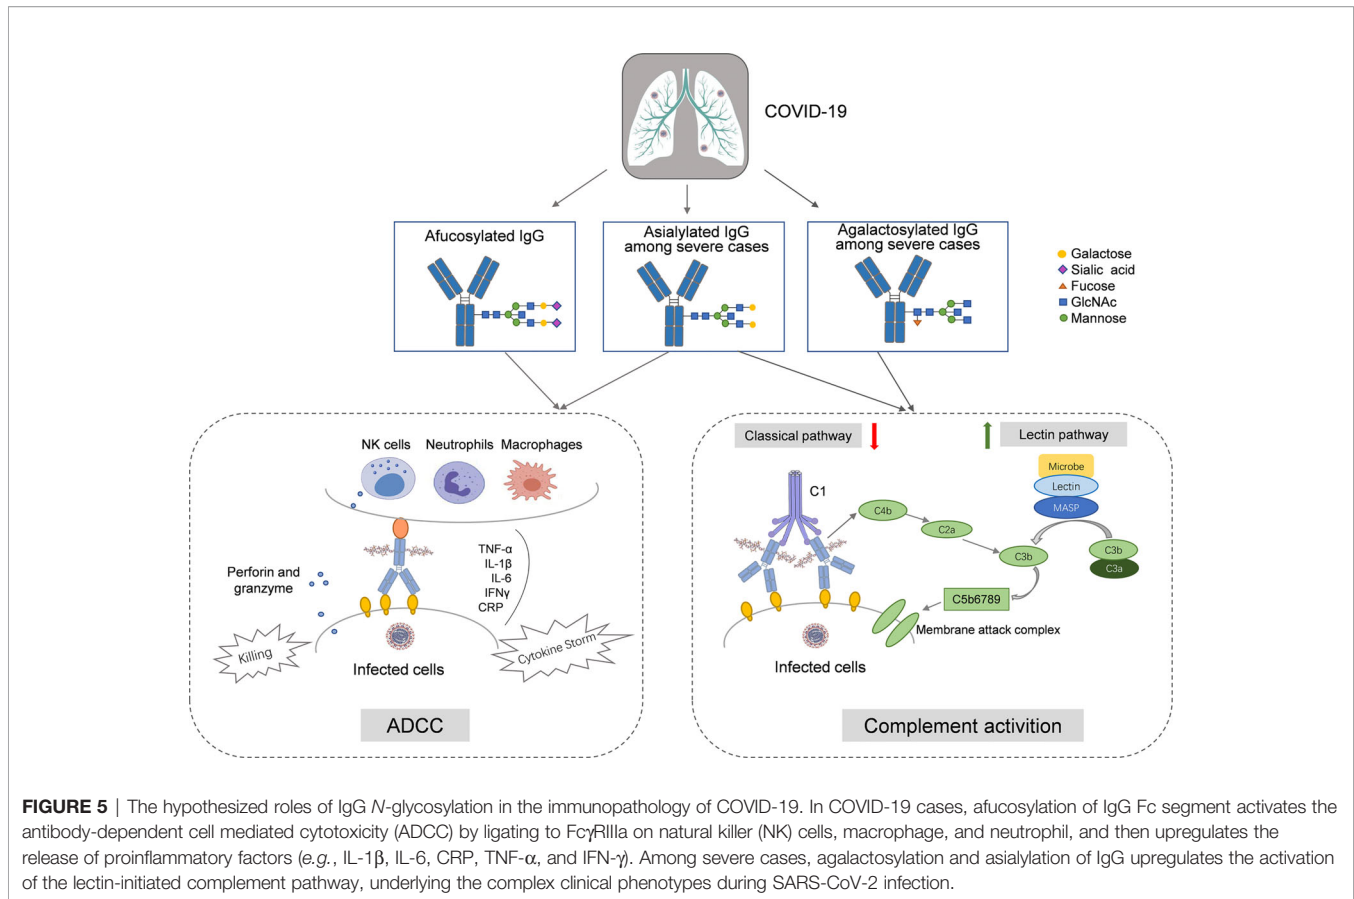 COVID-19
Afucosylated IgG
Asialylated IgG
among severe cases
Agalactosylated IgG
among severe cases
Galactose
Sialic acid
Fucose
GlcNAc
Mannose
NK cells
Neutrophils
Macrophages
TNF-α
IL-1β
IL-6
IFNγ
CRP
Perforin and
granzyme
Killing
Cytokine Storm
Infected cells
ADCC
Classical pathway
Lectin pathway
Microbe
Lectin
MASP
C1
C4b
C2a
C3b
C3b
C3a
C5b6789
Membrane attack complex
Infected cells
Complement activition
FIGURE 5 | The hypothesized roles of IgG N-glycosylation in the immunopathology of COVID-19. In COVID-19 cases, afucosylation of IgG Fc segment activates the
antibody-dependent cell mediated cytotoxicity (ADCC) by ligating to FcγRIIIa on natural killer (NK) cells, macrophage, and neutrophil, and then upregulates the
release of proinflammatory factors (e.g., IL-1β, IL-6, CRP, TNF-α, and IFN-γ). Among severe cases, agalactosylation and asialylation of IgG upregulates the activation
of the lectin-initiated complement pathway, underlying the complex clinical phenotypes during SARS-CoV-2 infection.